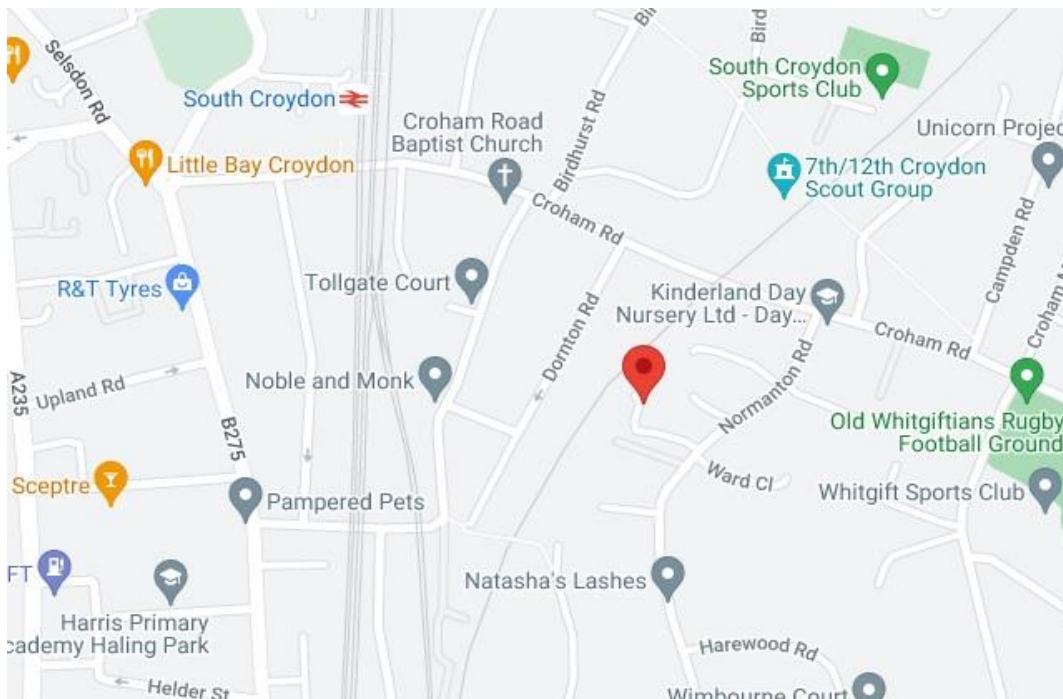 Selsdon Rd
South Croydon
Little Bay Croydon
Croham Road
Baptist Church
Birdhurst Rd
Croham Rd
South Croydon
Sports Club
Unicorn Projec
7th/12th Croydon
Scout Group
Campden Rd
R&T Tyres
Tollgate Court
Kinderland Day
Nursery Ltd - Day...
Dornton Rd
Croham Rd
Noble and Monk
Normanton Rd
A235
Upland Rd
B275
Old Whitgiftians Rugby
Football Ground
Ward Cl
Whitgift Sports Club
Sceptre
Pampered Pets
FT
Natasha's Lashes
Harris Primary
cademy Haling Park
Harewood Rd
Helder St
Wimbourne Court